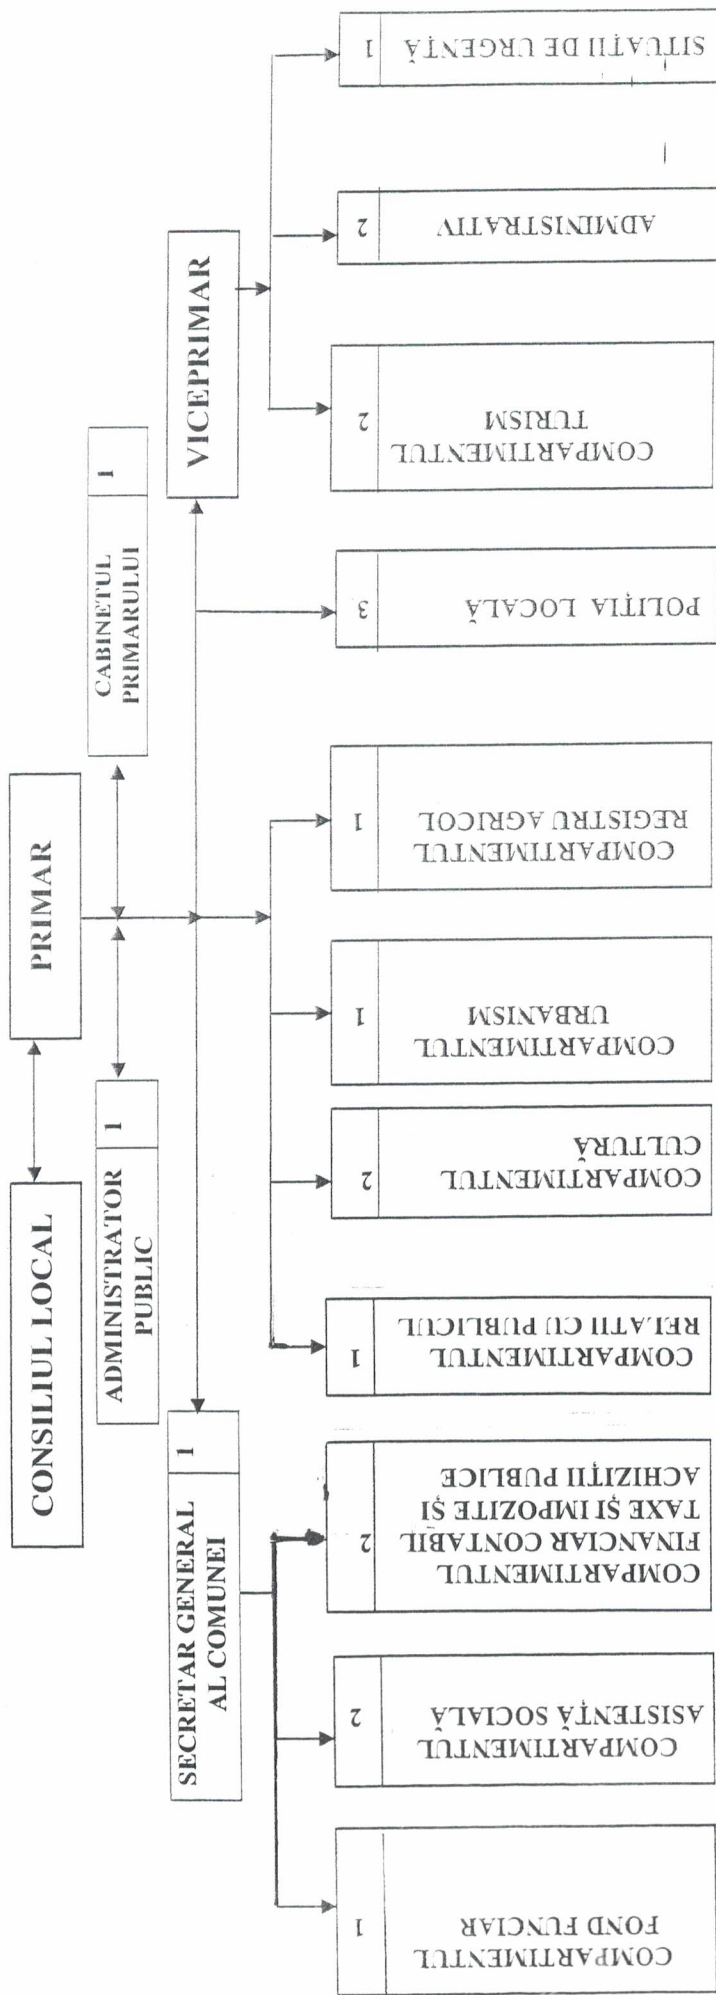 CONSILIUL LOCAL
PRIMAR
ADMINISTRATOR
PUBLIC
1
CABINETUL
PRIMARULUI
1
SECRETAR GENERAL
AL COMUNEI
1
VICEPRIMAR
1
COMPARTIMENTUL
FOND FUNCIAR
2
COMPARTIMENTUL
ASISTENȚĂ SOCIALĂ
2
COMPARTIMENTUL
FINANCIAR CONTABIL
TAXE ȘI IMPOZITE ȘI
ACHIZIȚII PUBLICE
1
COMPARTIMENTUL
RELATII CU PUBLICUL
2
COMPARTIMENTUL
CULTURĂ
1
COMPARTIMENTUL
URBANISM
1
COMPARTIMENTUL
REGISTRU AGRICOL
3
POLIȚIA LOCALĂ
2
COMPARTIMENTUL
TURISM
2
ADMINISTRATIV
1
SITUAȚII DE URGENȚĂ